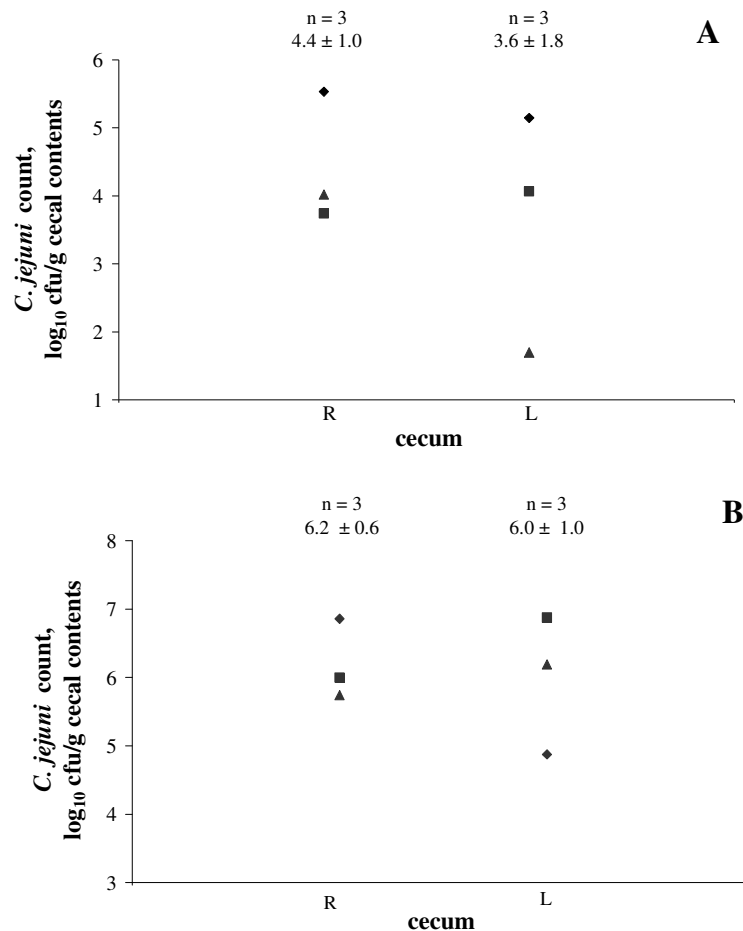 n = 3 n = 3
4.4 ± 1.0 3.6 ± 1.8
A
6
5
4
3
2
1
C. jejuni count,
log10 cfu/g cecal contents
R L
cecum
n = 3 n = 3
6.2 ± 0.6 6.0 ± 1.0
B
8
7
6
5
4
3
C. jejuni count,
log10 cfu/g cecal contents
R L
cecum